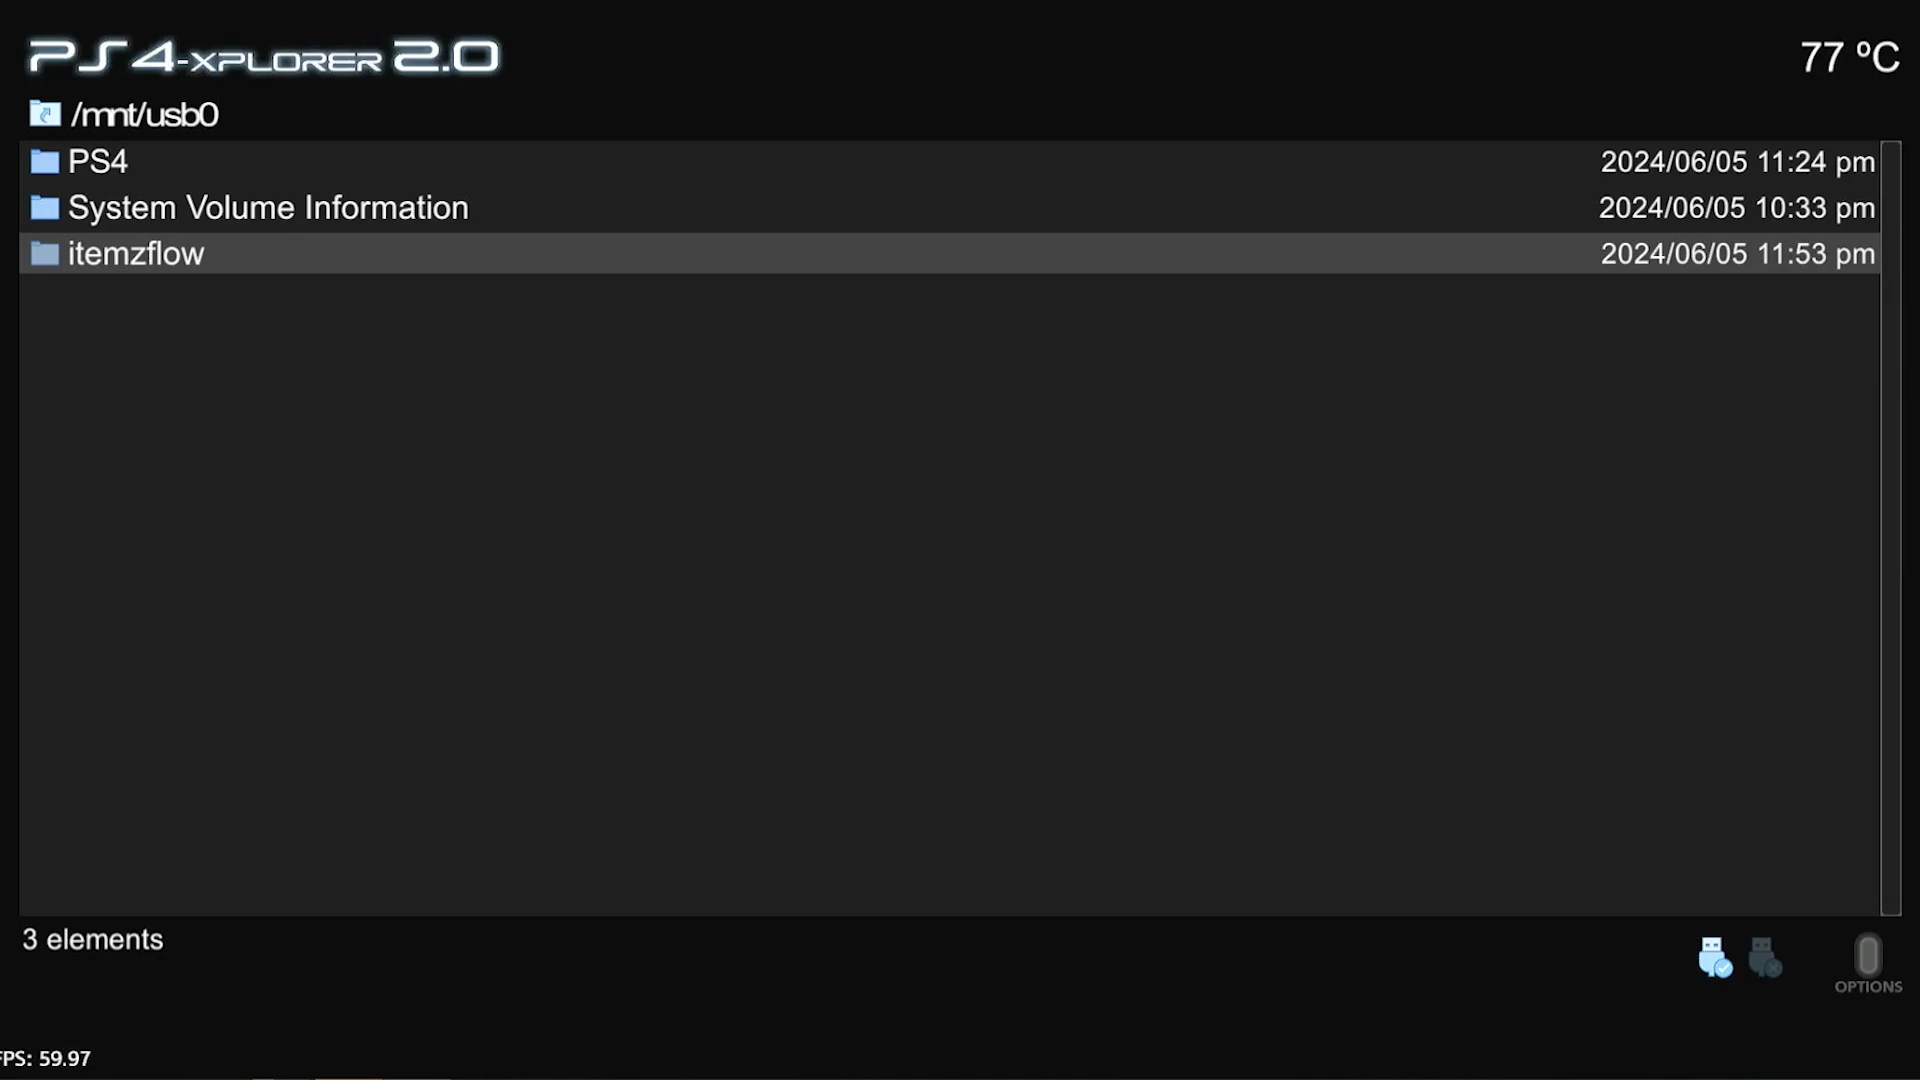 PS4-XPLORER 2.0
77 ºC
/mnt/usb0
PS4 2024/06/05 11:24 pm
System Volume Information 2024/06/05 10:33 pm
itemzflow 2024/06/05 11:53 pm
3 elements
OPTIONS
FPS: 59.97